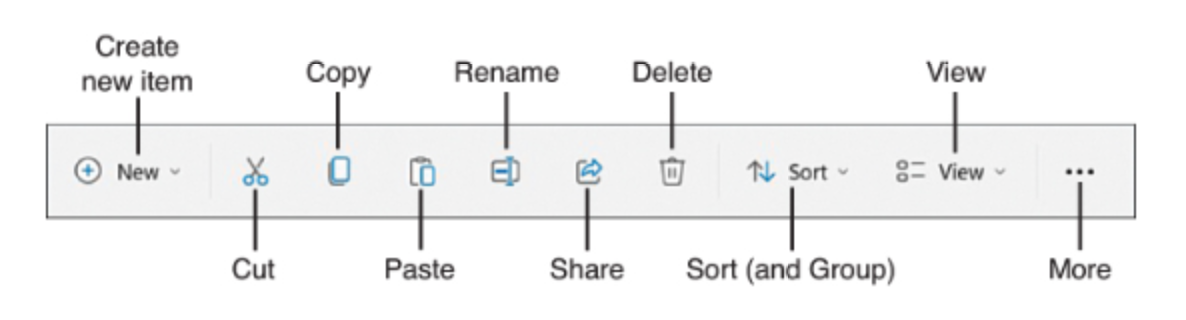 Create
new item
Copy
Rename
Delete
View
New
Sort
View
Cut
Paste
Share
Sort (and Group)
More